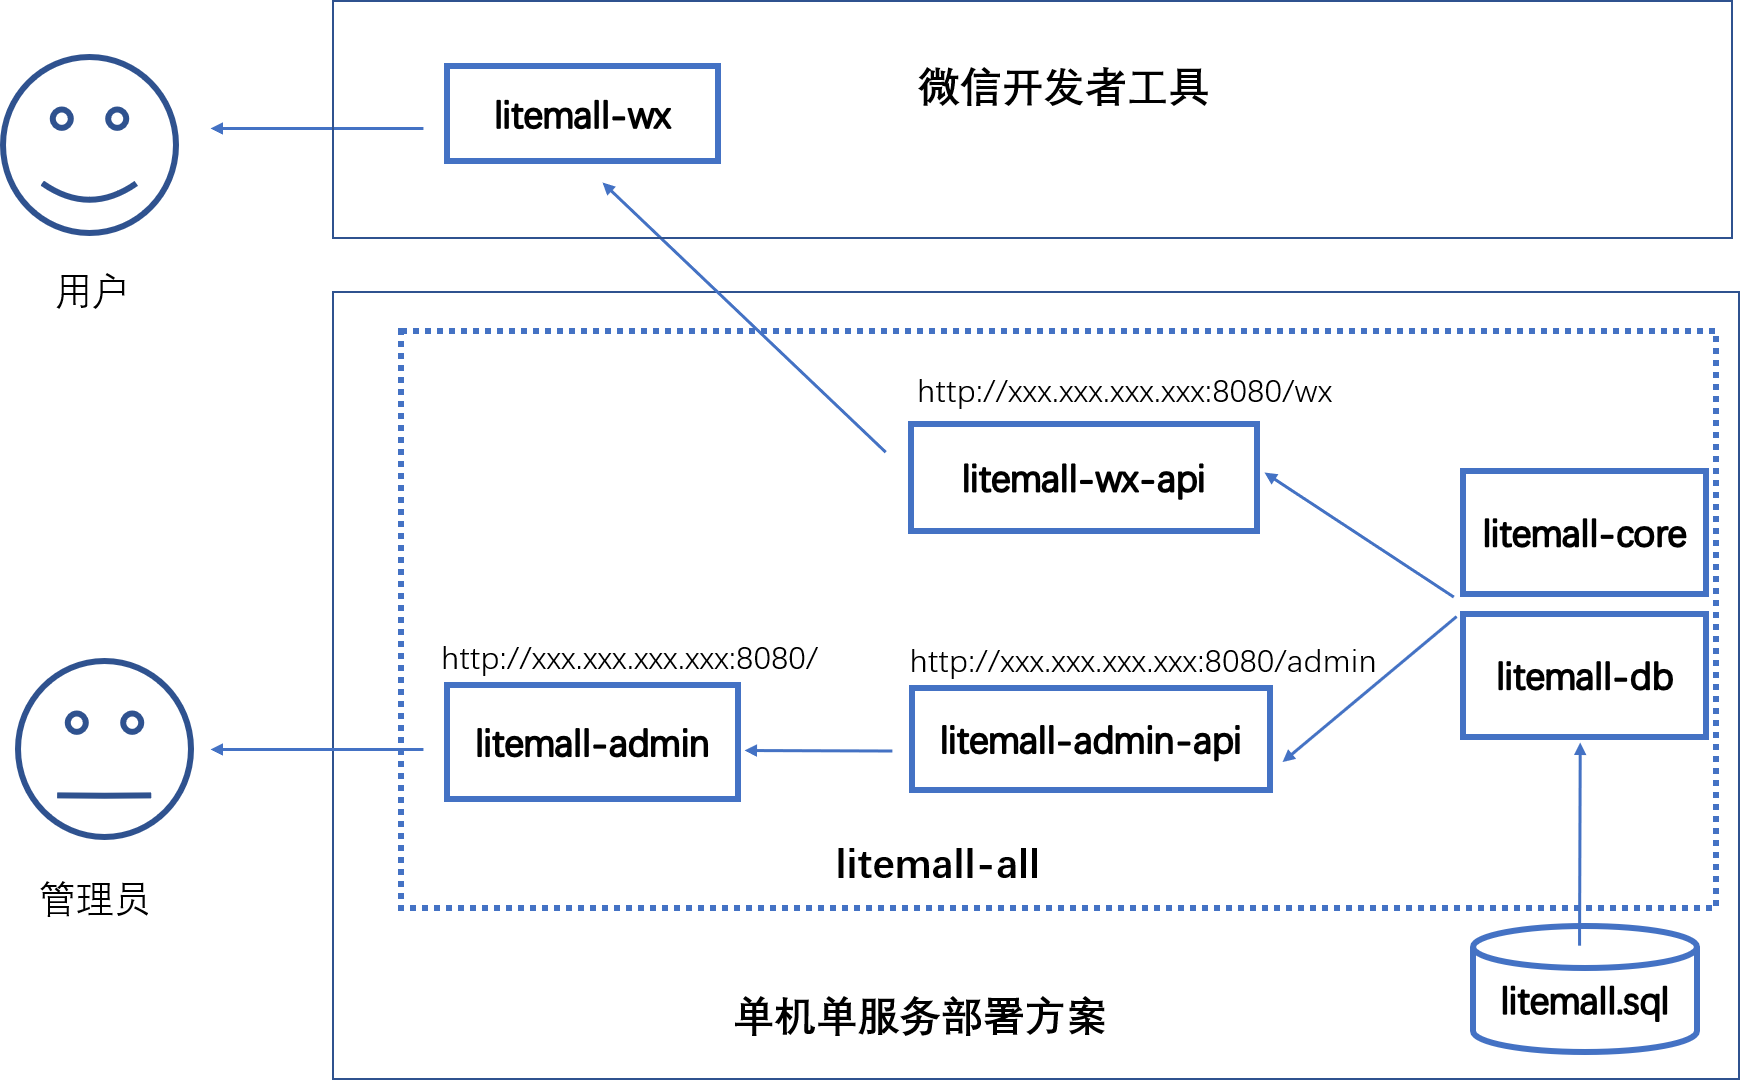 微信开发者工具
litemall-wx
用户
http://xxx.xxx.xxx.xxx:8080/wx
litemall-wx-api
litemall-core
http://xxx.xxx.xxx.xxx:8080/
http://xxx.xxx.xxx.xxx:8080/admin
litemall-db
litemall-admin
litemall-admin-api
litemall-all
管理员
单机单服务部署方案
litemall.sql